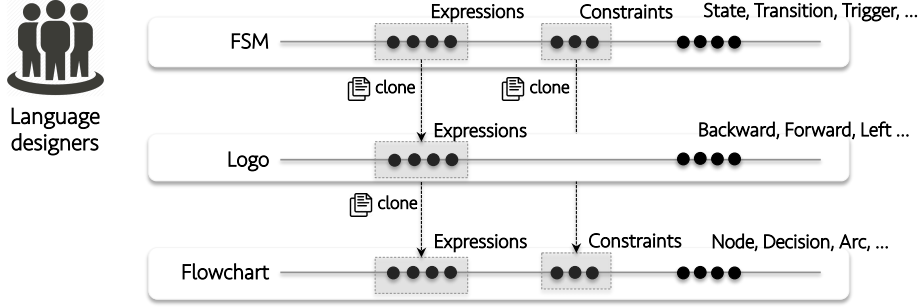 Expressions
Constraints
State, Transition, Trigger, ...
FSM
clone
clone
Language
designers
Expressions
Backward, Forward, Left ...
Logo
clone
Expressions
Constraints
Node, Decision, Arc, ...
Flowchart